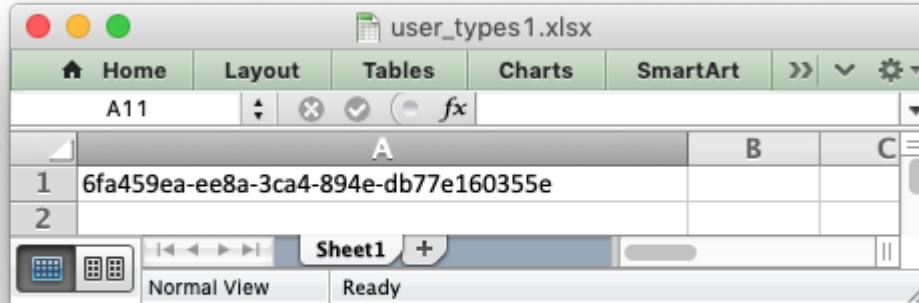 user_types1.xlsx
Home Layout Tables Charts SmartArt
A11 fx
A B C
1 6fa459ea-ee8a-3ca4-894e-db77e160355e
2
Sheet1 +
Normal View Ready